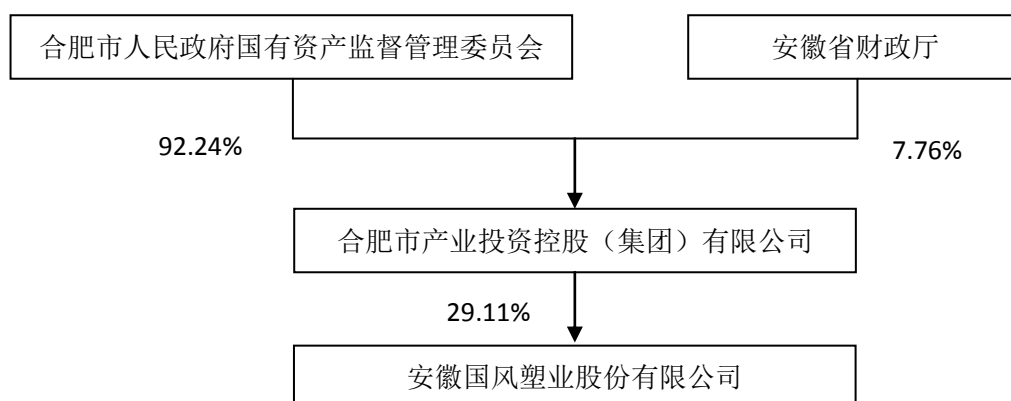 合肥市人民政府国有资产监督管理委员会
安徽省财政厅
92.24%
7.76%
合肥市产业投资控股（集团）有限公司
29.11%
安徽国风塑业股份有限公司